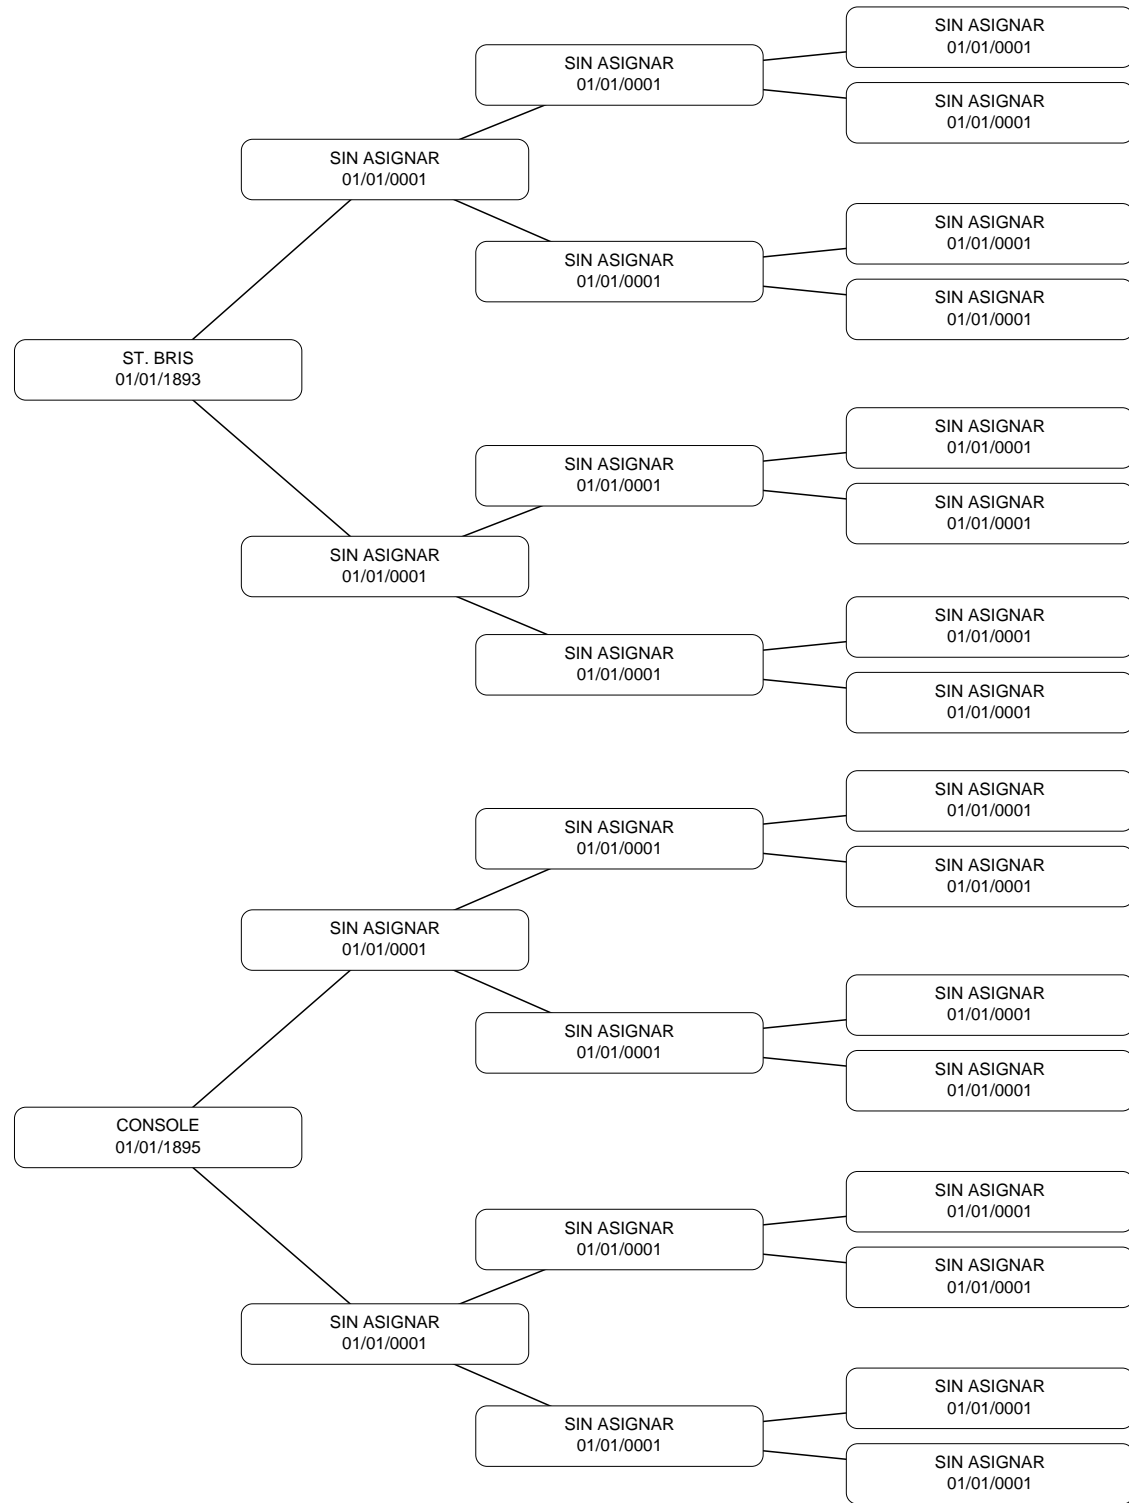 SIN ASIGNAR
01/01/0001
SIN ASIGNAR
01/01/0001
SIN ASIGNAR
01/01/0001
SIN ASIGNAR
01/01/0001
SIN ASIGNAR
01/01/0001
SIN ASIGNAR
01/01/0001
SIN ASIGNAR
01/01/0001
ST. BRIS
01/01/1893
SIN ASIGNAR
01/01/0001
SIN ASIGNAR
01/01/0001
SIN ASIGNAR
01/01/0001
SIN ASIGNAR
01/01/0001
SIN ASIGNAR
01/01/0001
SIN ASIGNAR
01/01/0001
SIN ASIGNAR
01/01/0001
SIN ASIGNAR
01/01/0001
SIN ASIGNAR
01/01/0001
SIN ASIGNAR
01/01/0001
SIN ASIGNAR
01/01/0001
SIN ASIGNAR
01/01/0001
SIN ASIGNAR
01/01/0001
SIN ASIGNAR
01/01/0001
CONSOLE
01/01/1895
SIN ASIGNAR
01/01/0001
SIN ASIGNAR
01/01/0001
SIN ASIGNAR
01/01/0001
SIN ASIGNAR
01/01/0001
SIN ASIGNAR
01/01/0001
SIN ASIGNAR
01/01/0001
SIN ASIGNAR
01/01/0001